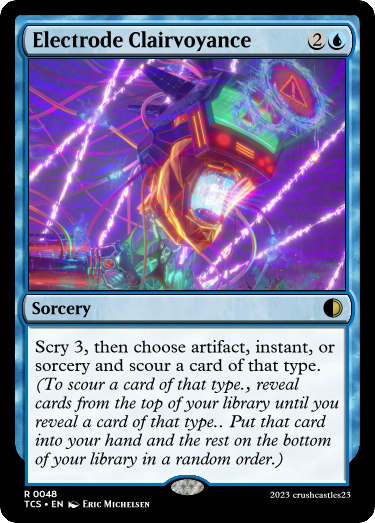 Electrode Clairvoyance 2
Sorcery
Scry 3, then choose artifact, instant, or
sorcery and scour a card of that type.
(To scour a card of that type., reveal
cards from the top of your library until you
reveal a card of that type.. Put that card
into your hand and the rest on the bottom
of your library in a random order.)
R 0048
TCS • EN Eric Michelsen
2023 crushcastles23